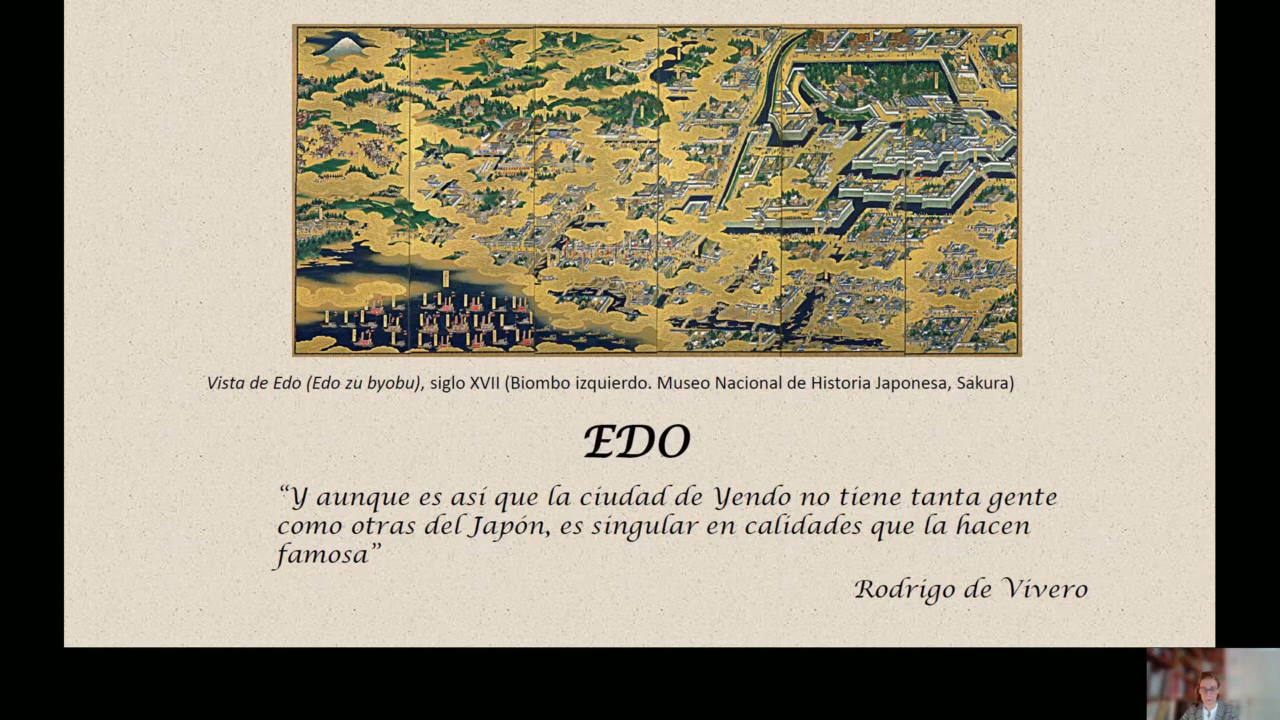 Vista de Edo (Edo zu byobu), siglo XVII (Biombo izquierdo. Museo Nacional de Historia Japonesa, Sakura)
EDO
“Y aunque es así que la ciudad de Yendo no tiene tanta gente
como otras del Japón, es singular en calidades que la hacen
famosa”
Rodrigo de Vivero